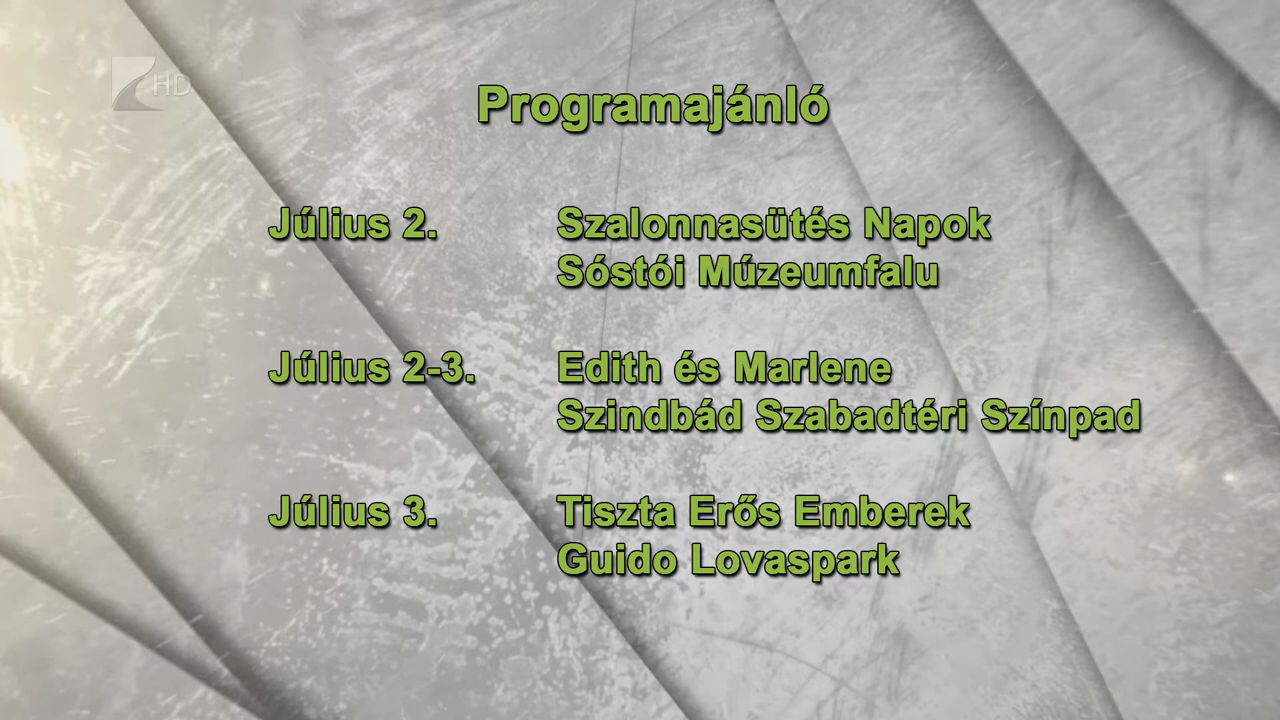 HD
Programajánló
Július 2. Szalonnasütés Napok
Sóstói Múzeumfalu
Július 2-3. Edith és Marlene
Szindbád Szabadtéri Színpad
Július 3. Tiszta Erős Emberek
Guido Lovaspark